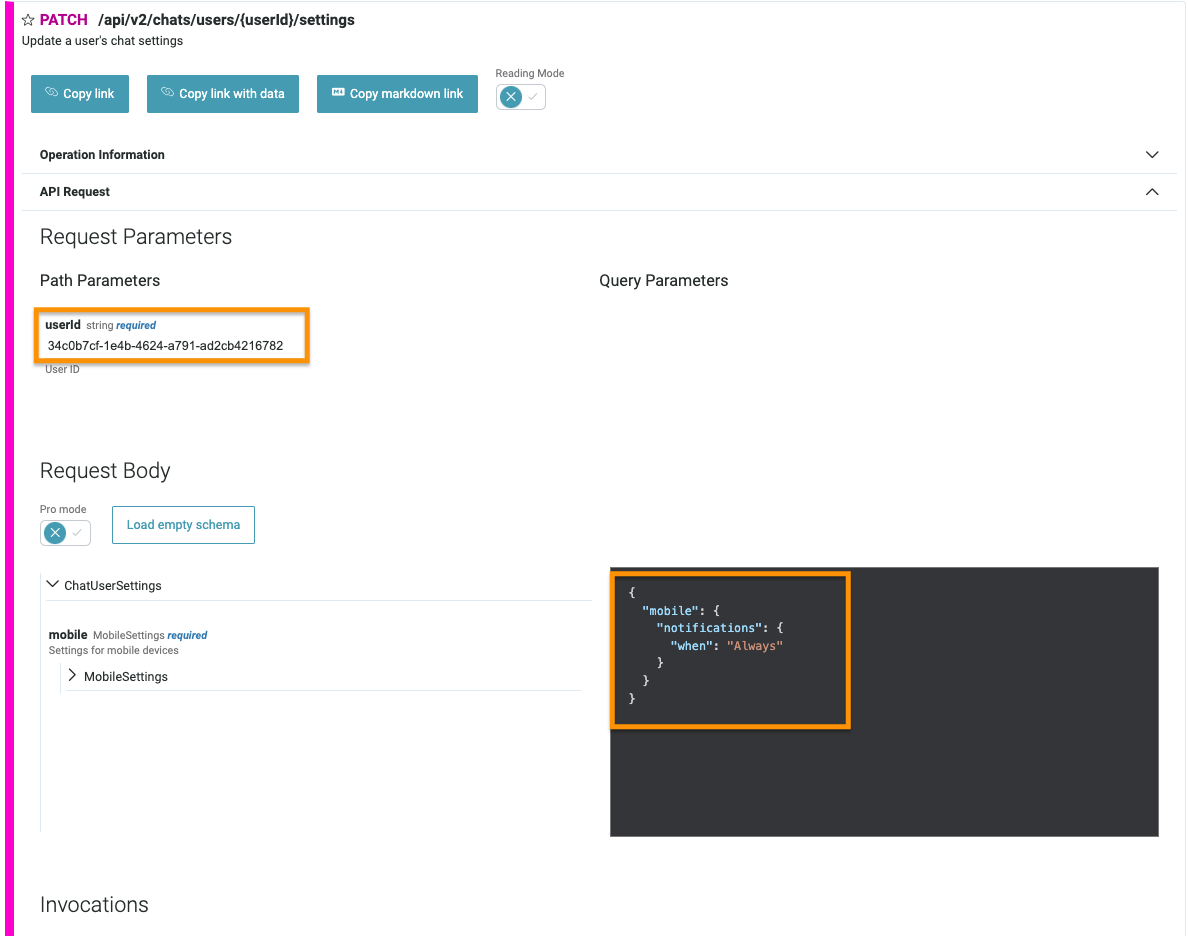 PATCH /api/v2/chats/users/{userId}/settings
Update a user's chat settings
Copy link
Copy link with data
Copy markdown link
Reading Mode
Operation Information
API Request
Request Parameters
Path Parameters
Query Parameters
userId string required
34c0b7cf-1e4b-4624-a791-ad2cb4216782
User ID
Request Body
Pro mode
Load empty schema
ChatUserSettings
mobile MobileSettings required
Settings for mobile devices
MobileSettings
{
"mobile": {
"notifications": {
"when": "Always"
}
}
}
Invocations